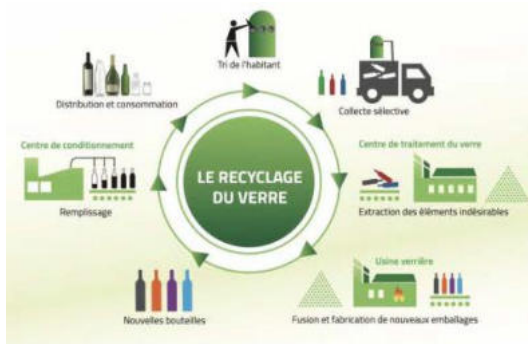 Tri de l'habitant
Distribution et consommation
Collecte sélective
Centre de conditionnement
Centre de traitement du verre
LE RECYCLAGE
DU VERRE
Remplissage
Extraction des éléments indésirables
Usine verrière
Nouvelles bouteilles
Fusion et fabrication de nouveaux emballages